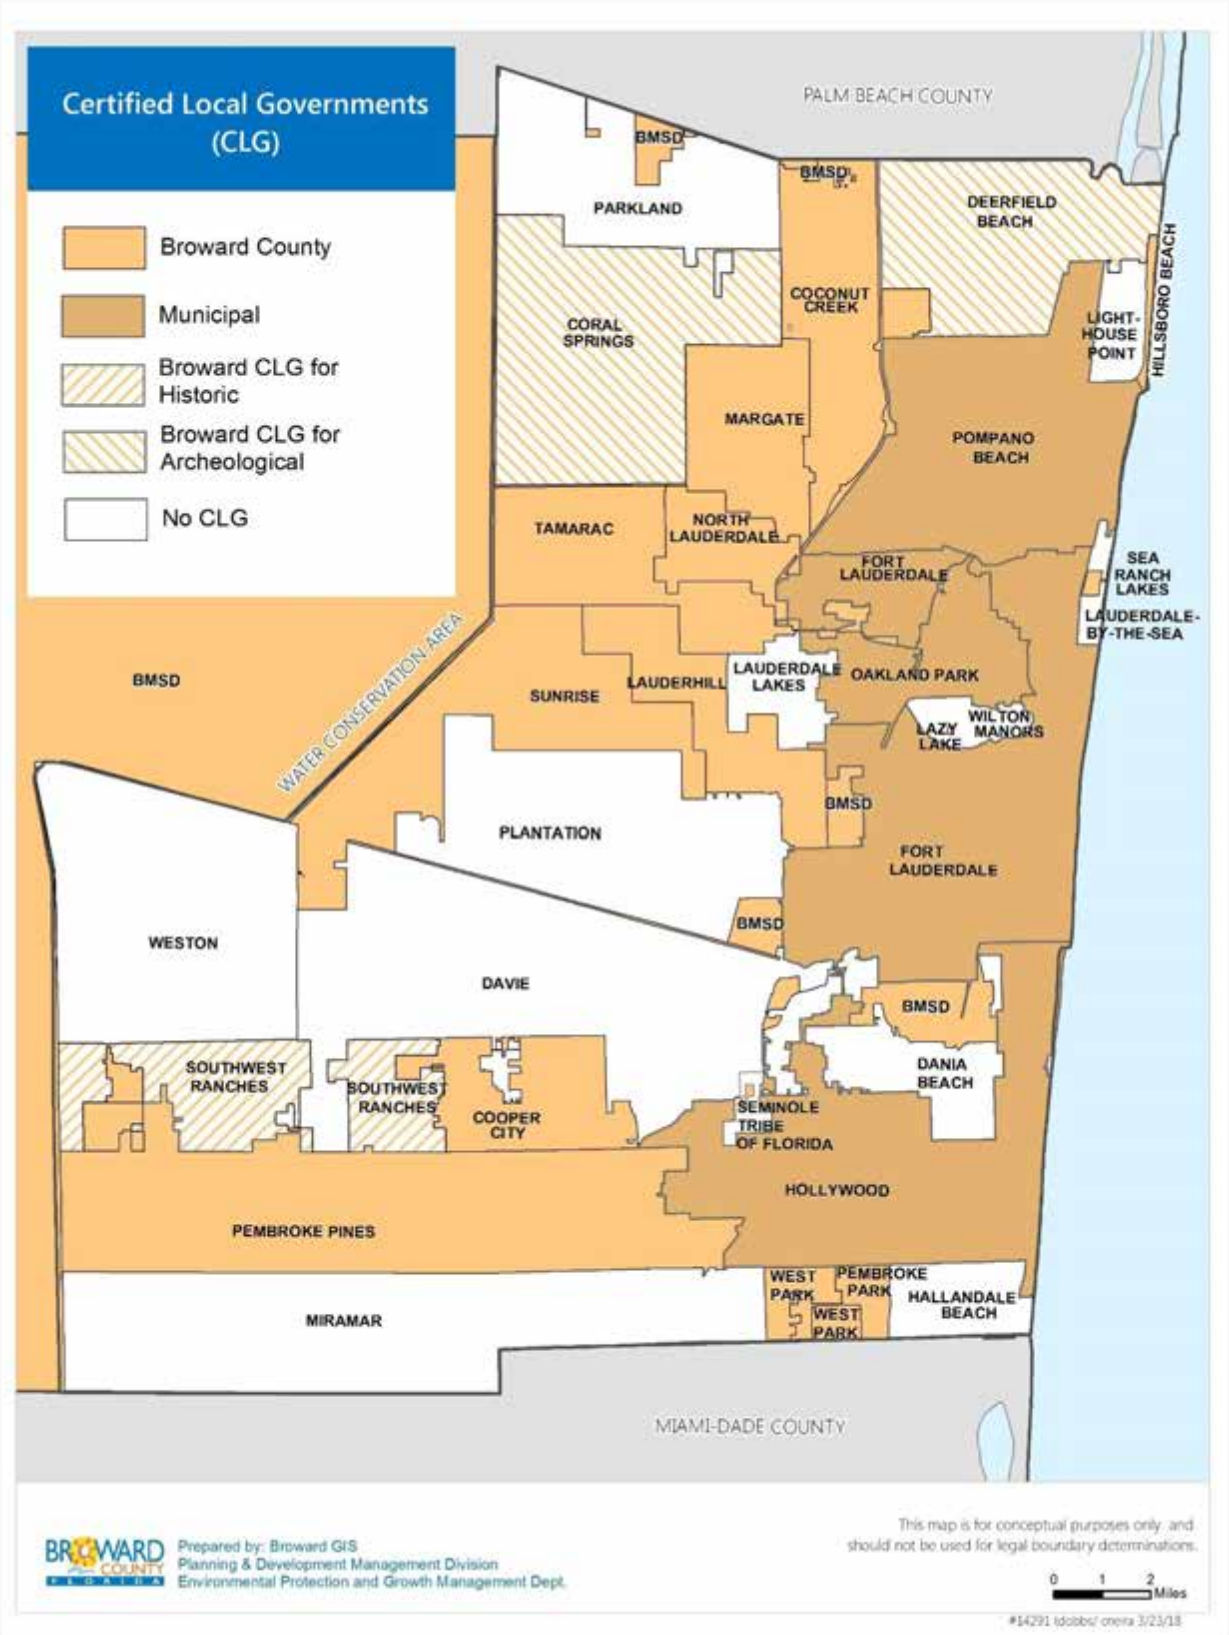 Certified Local Governments
(CLG)
Broward County
Municipal
Broward CLG for
Historic
Broward CLG for
Archeological
No CLG
PALM BEACH COUNTY
BMSD
BMSD
PARKLAND
DEERFIELD
BEACH
HILLSBORO BEACH
COCONUT
CREEK
LIGHT-
HOUSE
POINT
CORAL
SPRINGS
MARGATE
POMPANO
BEACH
TAMARAC
NORTH
LAUDERDALE
FORT
LAUDERDALE
SEA
RANCH
LAKES
LAUDERDALE-
BY-THE-SEA
WATER CONSERVATION AREA
BMSD
SUNRISE
LAUDERHILL
LAUDERDALE
LAKES
OAKLAND PARK
LAZY
LAKE
WILTON
MANORS
BMSD
PLANTATION
FORT
LAUDERDALE
BMSD
WESTON
DAVIE
BMSD
DANIA
BEACH
SOUTHWEST
RANCHES
SOUTHWEST
RANCHES
COOPER
CITY
SEMINOLE
TRIBE
OF FLORIDA
HOLLYWOOD
PEMBROKE PINES
WEST
PARK
PEMBROKE
PARK
HALLANDALE
BEACH
WEST
PARK
MIRAMAR
MIAMI-DADE COUNTY
BROWARD
COUNTY
FLORIDA
Prepared by: Broward GIS
Planning & Development Management Division
Environmental Protection and Growth Management Dept.
This map is for conceptual purposes only and
should not be used for legal boundary determinations.
0 1 2
Miles
#14291 3/23/18